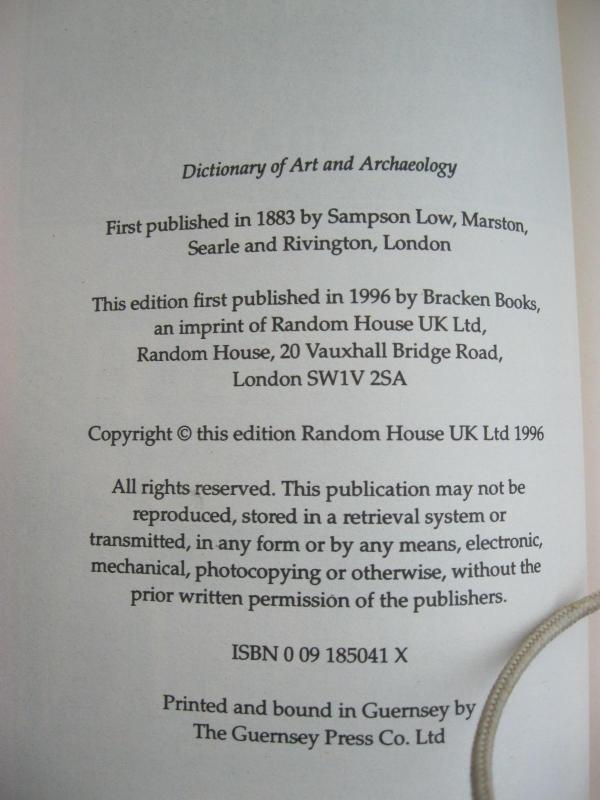 Dictionary of Art and Archaeology
First published in 1883 by Sampson Low, Marston,
Searle and Rivington, London
This edition first published in 1996 by Bracken Books,
an imprint of Random House UK Ltd,
Random House, 20 Vauxhall Bridge Road,
London SW1V 2SA
Copyright © this edition Random House UK Ltd 1996
All rights reserved. This publication may not be
reproduced, stored in a retrieval system or
transmitted, in any form or by any means, electronic,
mechanical, photocopying or otherwise, without the
prior written permission of the publishers.
ISBN 0 09 185041 X
Printed and bound in Guernsey by
The Guernsey Press Co. Ltd